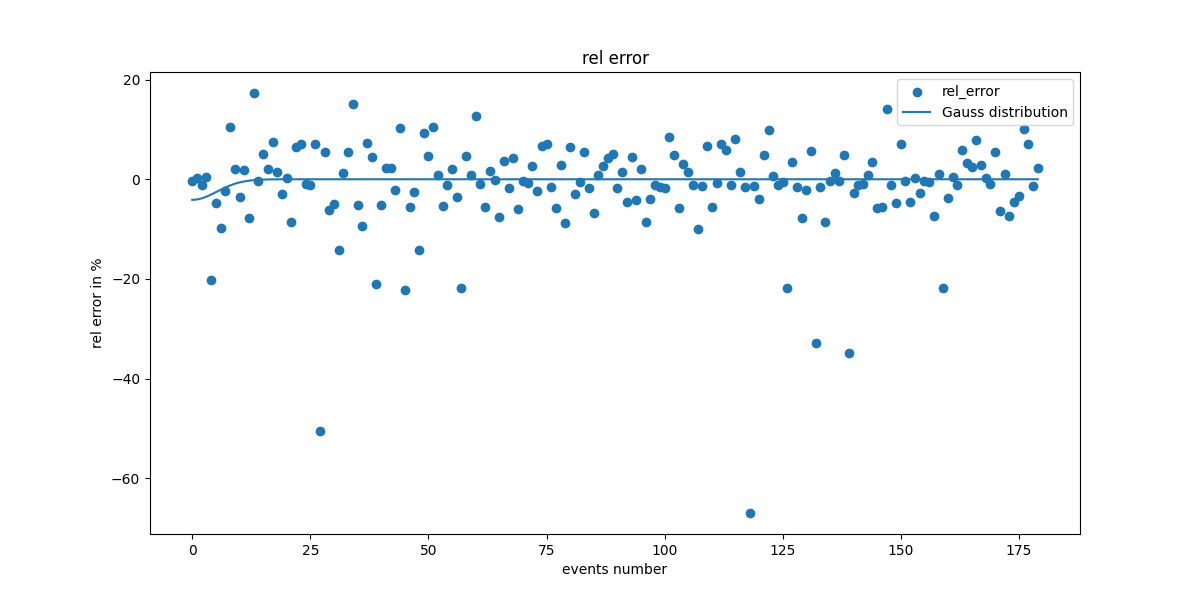 rel error
rel_error
Gauss distribution
20
0
−20
−40
−60
rel error in %
0
25
50
75
100
125
150
175
events number